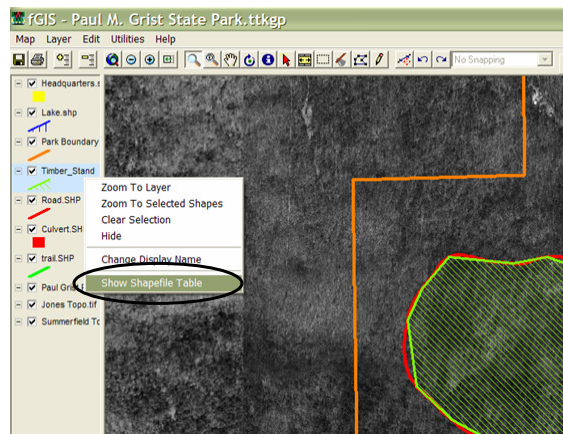 fGIS - Paul M. Grist State Park.ttkgp
Map Layer Edit Utilities Help
No Snapping
Headquarters.s
Lake.shp
Park Boundary
Timber_Stand
Road.SHP
Culvert.SH
trail.SHP
Paul Grist
Jones Topo.tif
Summerfield To
Zoom To Layer
Zoom To Selected Shapes
Clear Selection
Hide
Change Display Name
Show Shapefile Table